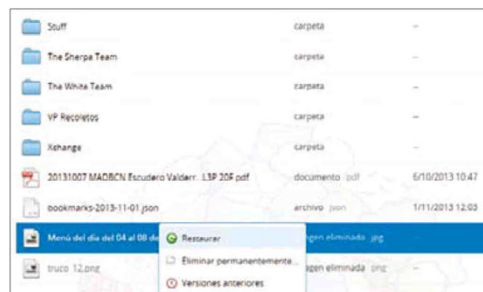 Stuff carpeta --
The Sherpa Team carpeta --
The White Team carpeta --
VP Recoletos carpeta --
Xchange carpeta --
20131007 MADBCN Escudero Valderr.. L3P 20F.pdf documento pdf 6/10/2013 10:47
bookmarks-2013-11-01.json archivo json 1/11/2013 12:03
Menú del día del 04 al 08 de agen eliminada jpg --
Restaurar
truco 12.png agen eliminada png --
Eliminar permanentemente...
Versiones anteriores